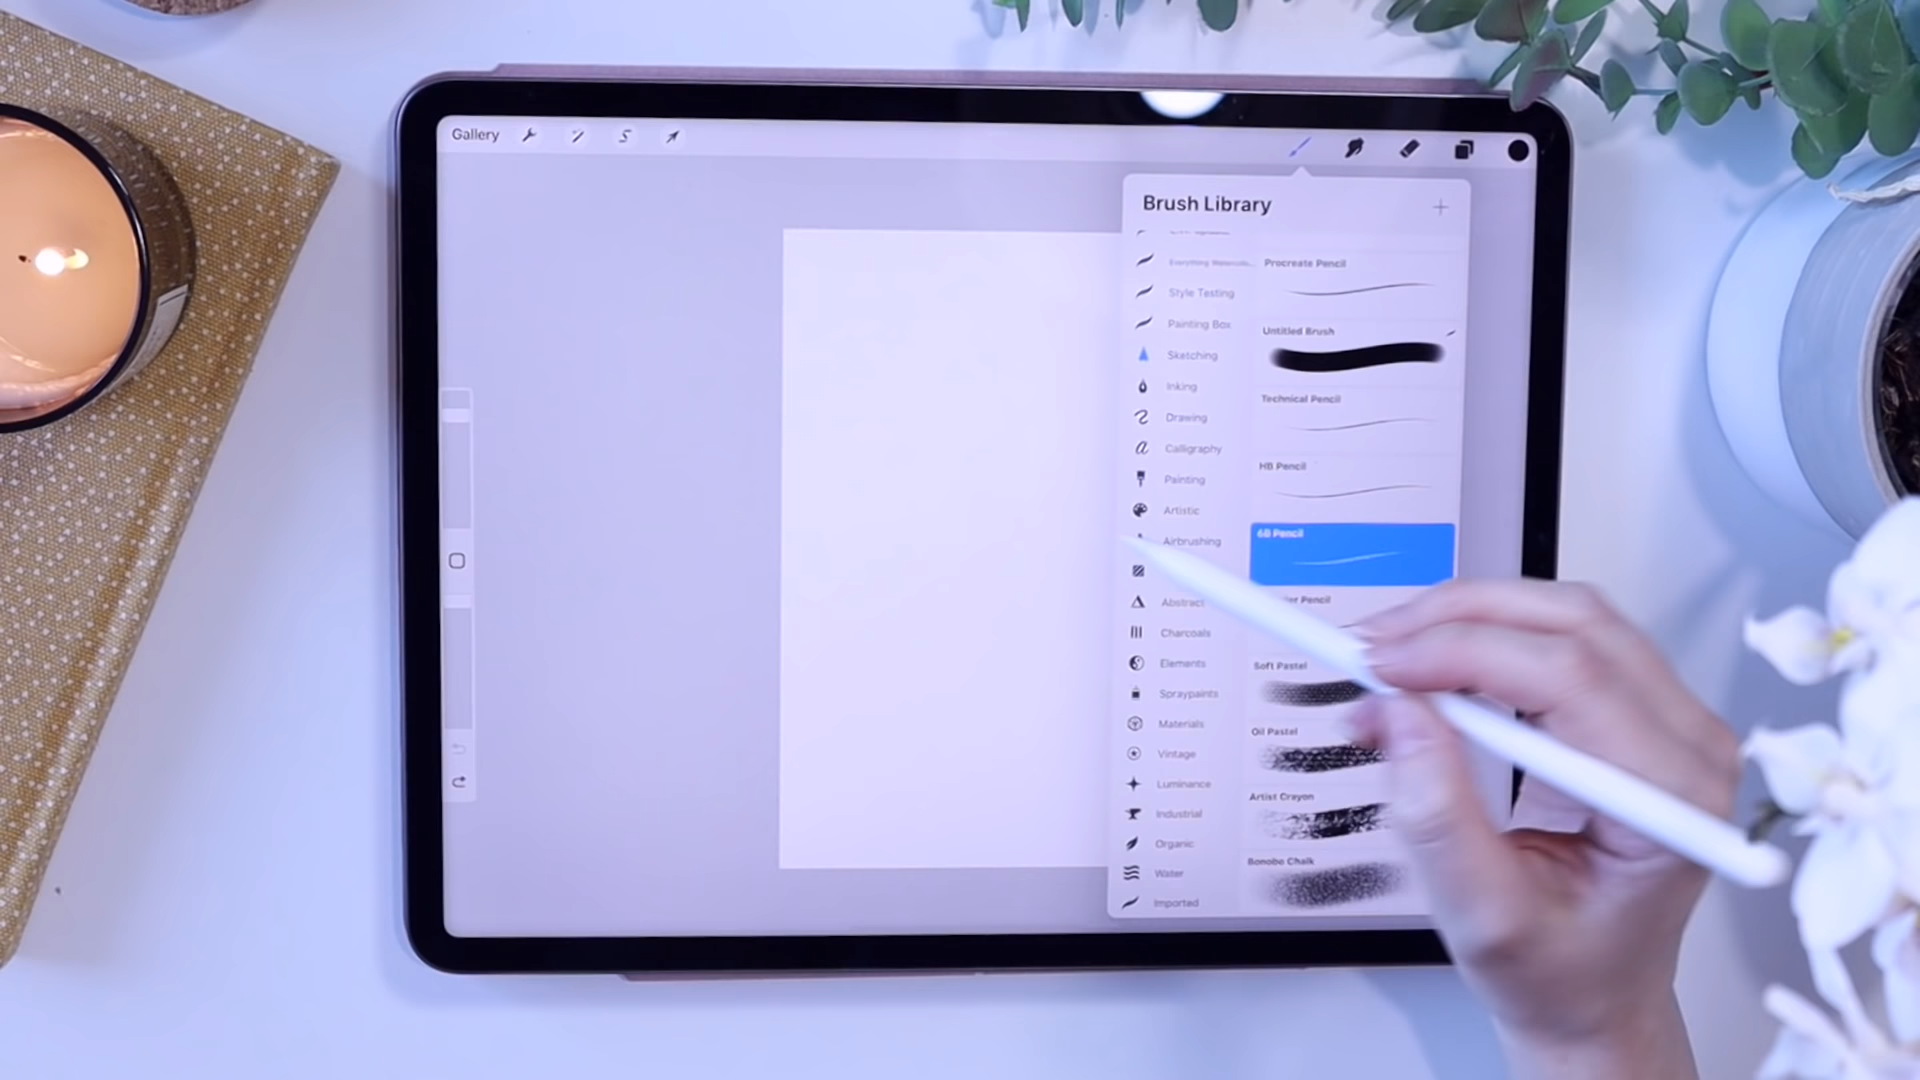 Gallery
Brush Library
Style Testing
Painting Box
Sketching
Inking
Drawing
Calligraphy
Painting
Artistic
Airbrushing
Abstract
Charcoals
Elements
Spraypaints
Materials
Vintage
Luminance
Industrial
Organic
Water
Imported
Procreate Pencil
Untitled Brush
Technical Pencil
HB Pencil
6B Pencil
Pencil
Soft Pastel
Oil Pastel
Artist Crayon
Bonobo Chalk